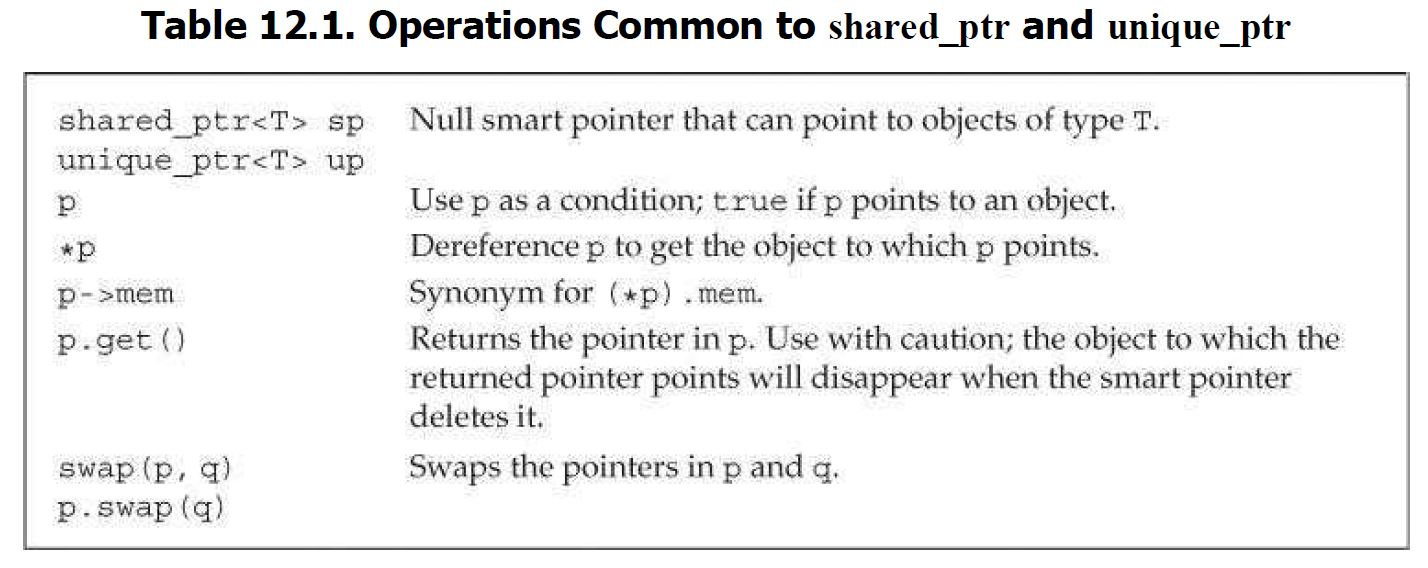 Table 12.1. Operations Common to shared_ptr and unique_ptr
shared_ptr<T> sp Null smart pointer that can point to objects of type T.
unique_ptr<T> up
p Use p as a condition; true if p points to an object.
*p Dereference p to get the object to which p points.
p->mem Synonym for (*p).mem.
p.get() Returns the pointer in p. Use with caution; the object to which the
returned pointer points will disappear when the smart pointer
deletes it.
swap(p, q) Swaps the pointers in p and q.
p.swap(q)